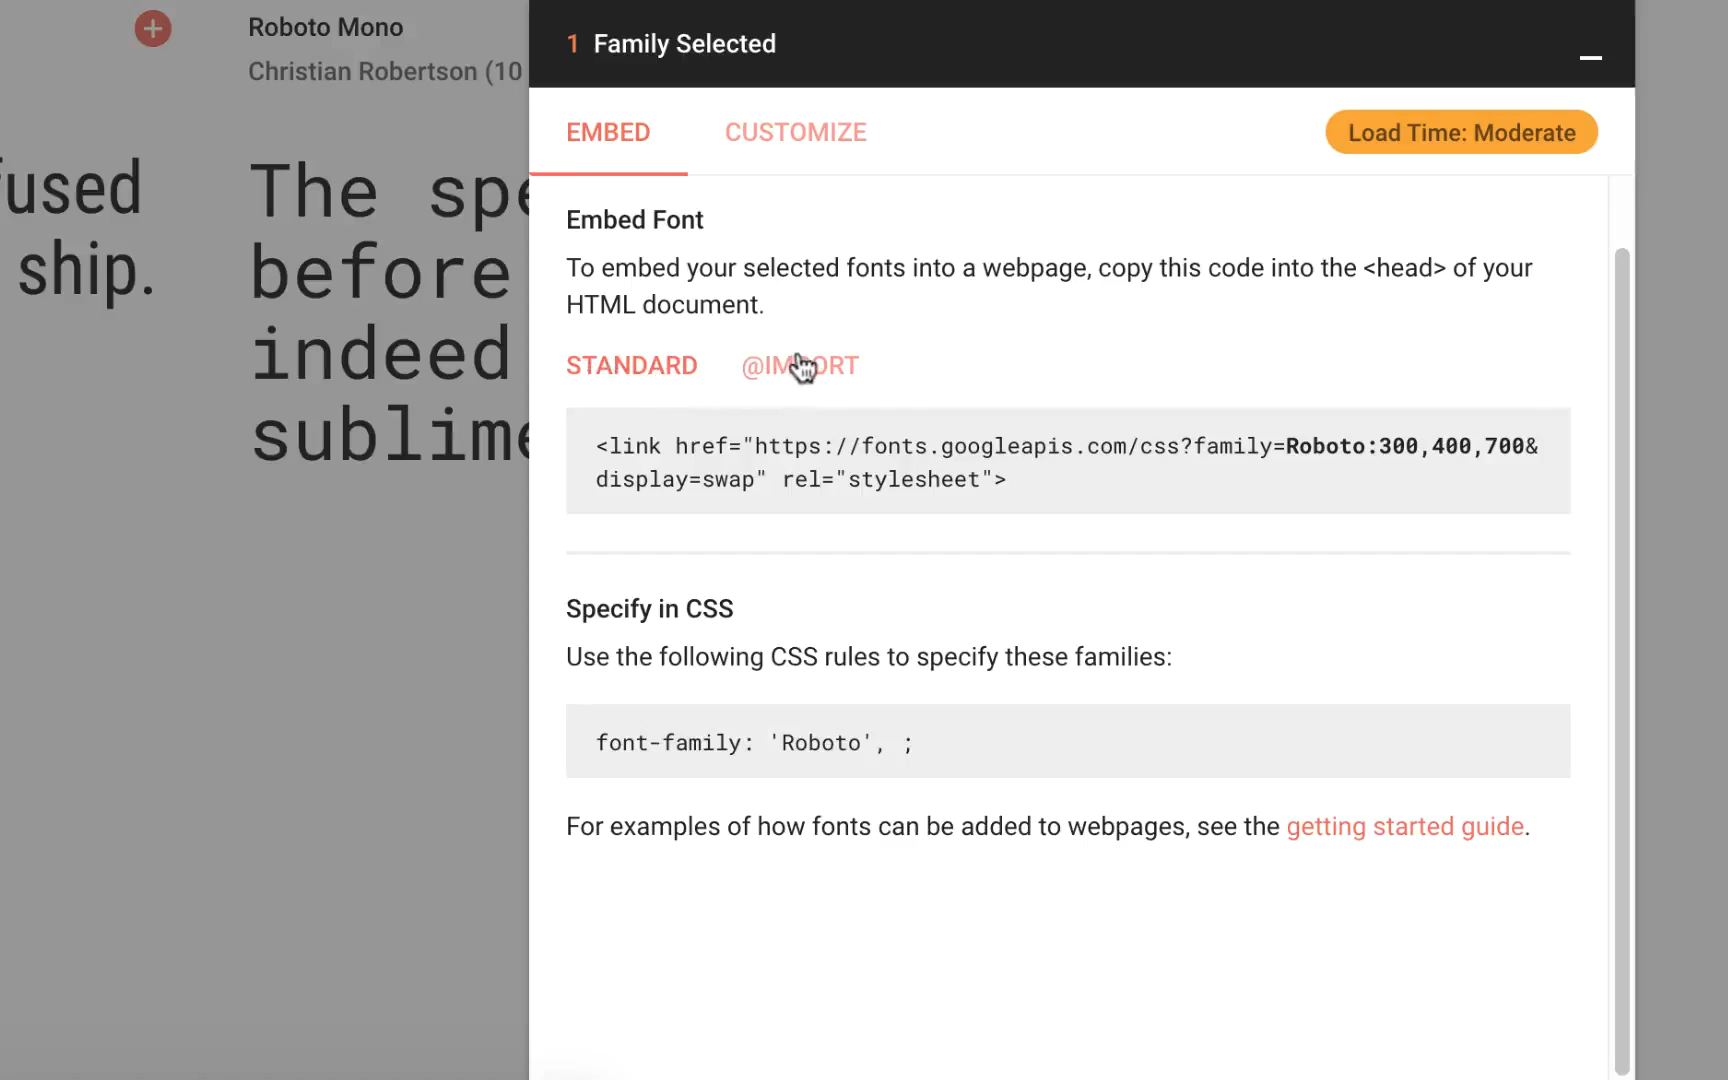 Roboto Mono
Christian Robertson (10
fused
ship.
The spe
before
indeed
sublime
1 Family Selected
EMBED CUSTOMIZE Load Time: Moderate
Embed Font
To embed your selected fonts into a webpage, copy this code into the <head> of your
HTML document.
STANDARD @IMPORT
<link href="https://fonts.googleapis.com/css?family=Roboto:300,400,700&
display=swap" rel="stylesheet">
Specify in CSS
Use the following CSS rules to specify these families:
font-family: 'Roboto', ;
For examples of how fonts can be added to webpages, see the getting started guide.